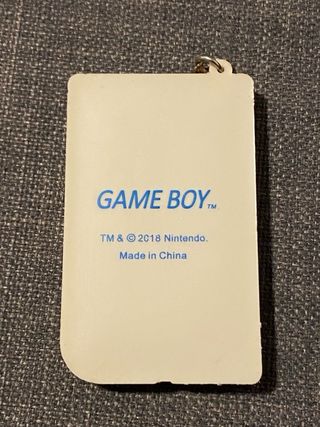 GAME BOY™
TM & © 2018 Nintendo.
Made in China